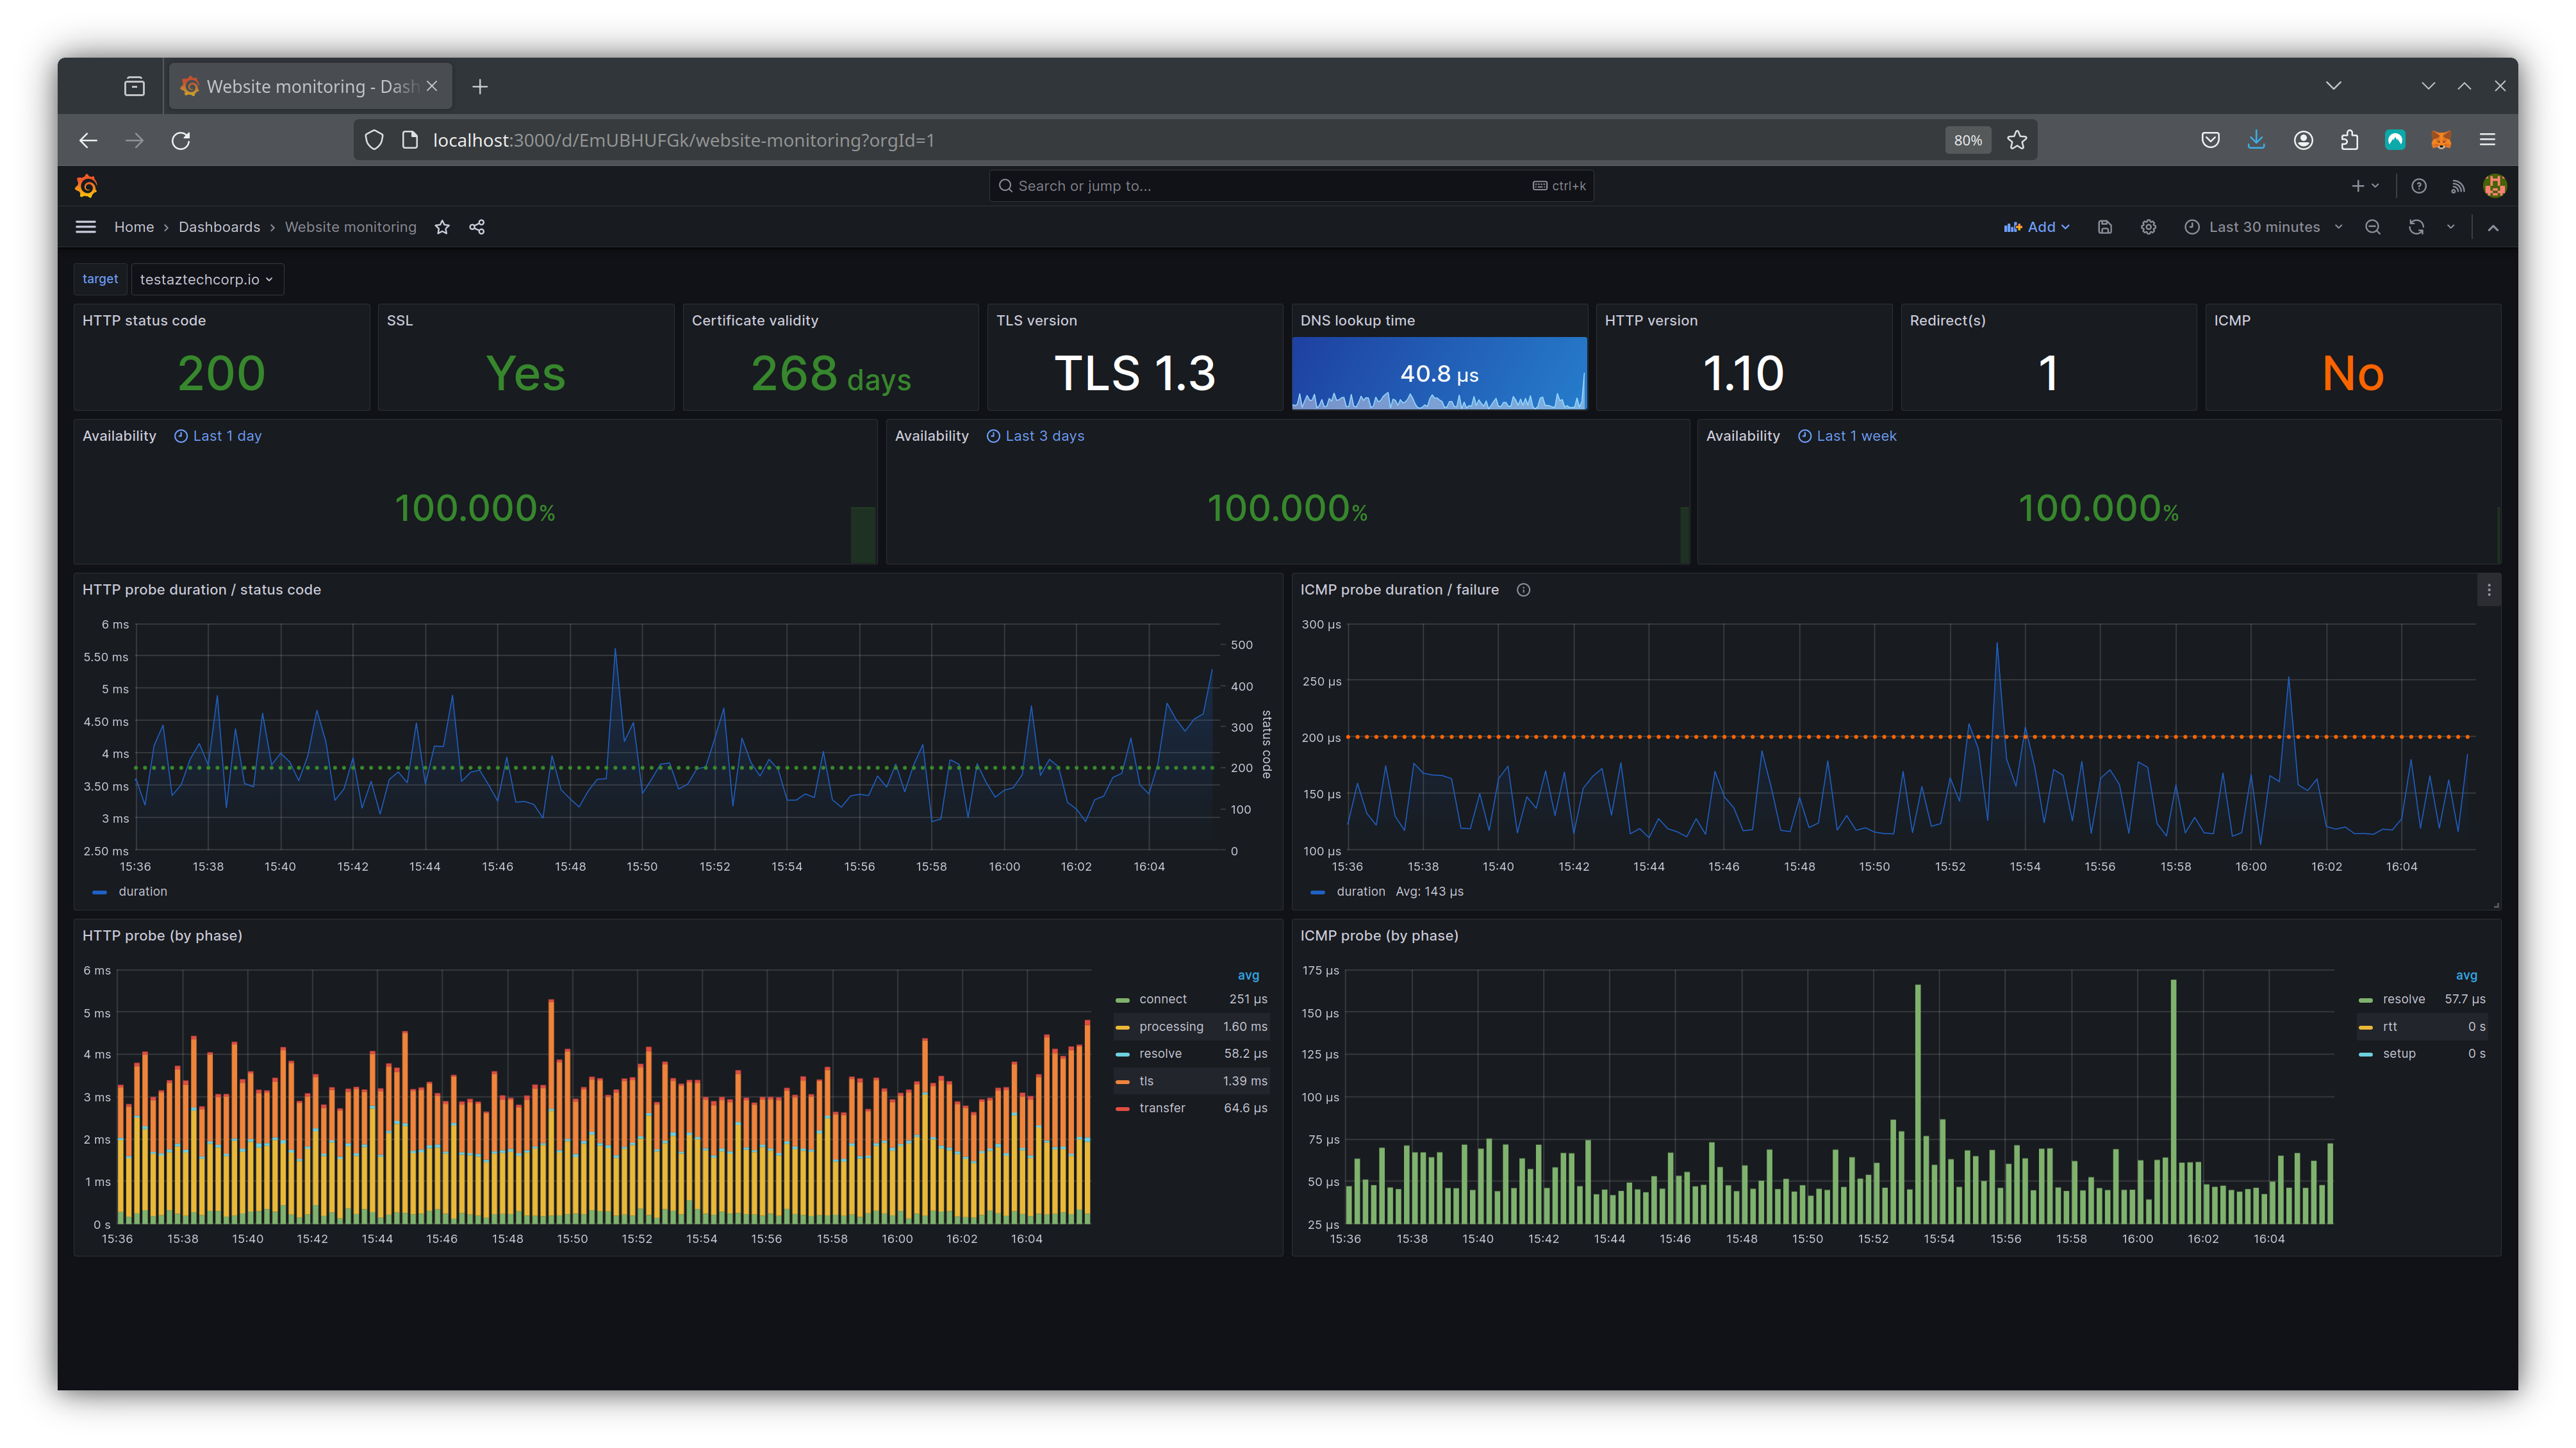 Website monitoring - Dash
localhost:3000/d/EmUBHUFGk/website-monitoring?orgId=1
80%
Search or jump to...
ctrl+k
Home › Dashboards › Website monitoring
Add
Last 30 minutes
target
testaztechcorp.io
HTTP status code
200
SSL
Yes
Certificate validity
268 days
TLS version
TLS 1.3
DNS lookup time
40.8 µs
HTTP version
1.10
Redirect(s)
1
ICMP
No
Availability Last 1 day
100.000%
Availability Last 3 days
100.000%
Availability Last 1 week
100.000%
HTTP probe duration / status code
6 ms
5.50 ms
5 ms
4.50 ms
4 ms
3.50 ms
3 ms
2.50 ms
500
400
300
200
100
0
status code
15:36 15:38 15:40 15:42 15:44 15:46 15:48 15:50 15:52 15:54 15:56 15:58 16:00 16:02 16:04
duration
ICMP probe duration / failure
300 µs
250 µs
200 µs
150 µs
100 µs
15:36 15:38 15:40 15:42 15:44 15:46 15:48 15:50 15:52 15:54 15:56 15:58 16:00 16:02 16:04
duration Avg: 143 µs
HTTP probe (by phase)
6 ms
5 ms
4 ms
3 ms
2 ms
1 ms
0 s
15:36 15:38 15:40 15:42 15:44 15:46 15:48 15:50 15:52 15:54 15:56 15:58 16:00 16:02 16:04
avg
connect 251 µs
processing 1.60 ms
resolve 58.2 µs
tls 1.39 ms
transfer 64.6 µs
ICMP probe (by phase)
175 µs
150 µs
125 µs
100 µs
75 µs
50 µs
25 µs
15:36 15:38 15:40 15:42 15:44 15:46 15:48 15:50 15:52 15:54 15:56 15:58 16:00 16:02 16:04
avg
resolve 57.7 µs
rtt 0 s
setup 0 s